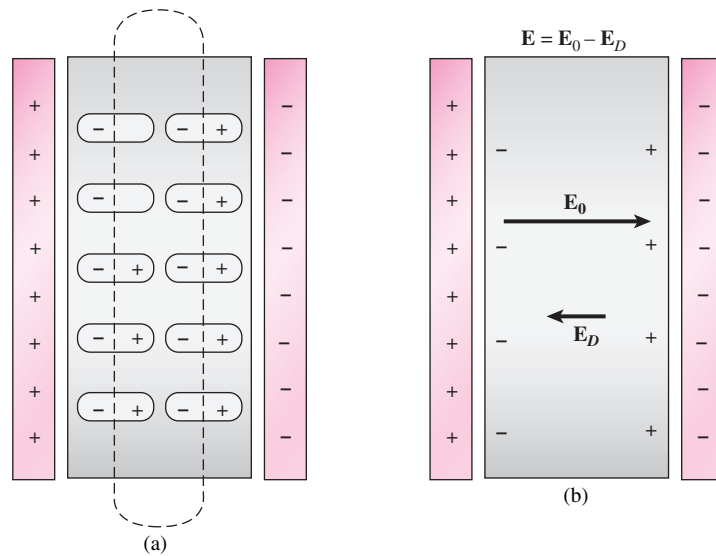 + −
− − +
+ −
+ − − + −
+ −
− + − +
+ −
+ − + − + −
+ −
− + − +
+ −
(a)
E = E₀ – E_D
+ −
+ − + −
+ −
E₀
+ − + −
+ −
E_D
+ − + −
+ −
+ − + −
(b)